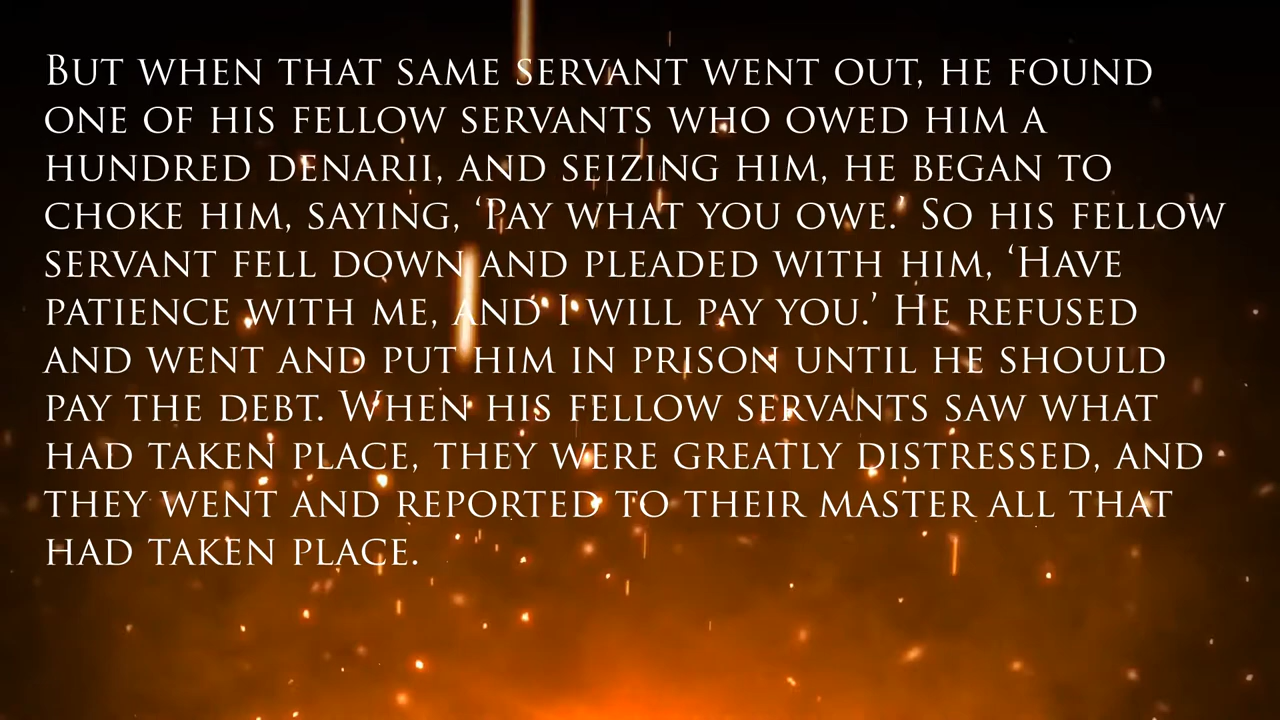 But when that same servant went out, he found
one of his fellow servants who owed him a
hundred denarii, and seizing him, he began to
choke him, saying, ‘Pay what you owe.’ So his fellow
servant fell down and pleaded with him, ‘Have
patience with me, and I will pay you.’ He refused
and went and put him in prison until he should
pay the debt. When his fellow servants saw what
had taken place, they were greatly distressed, and
they went and reported to their master all that
had taken place.